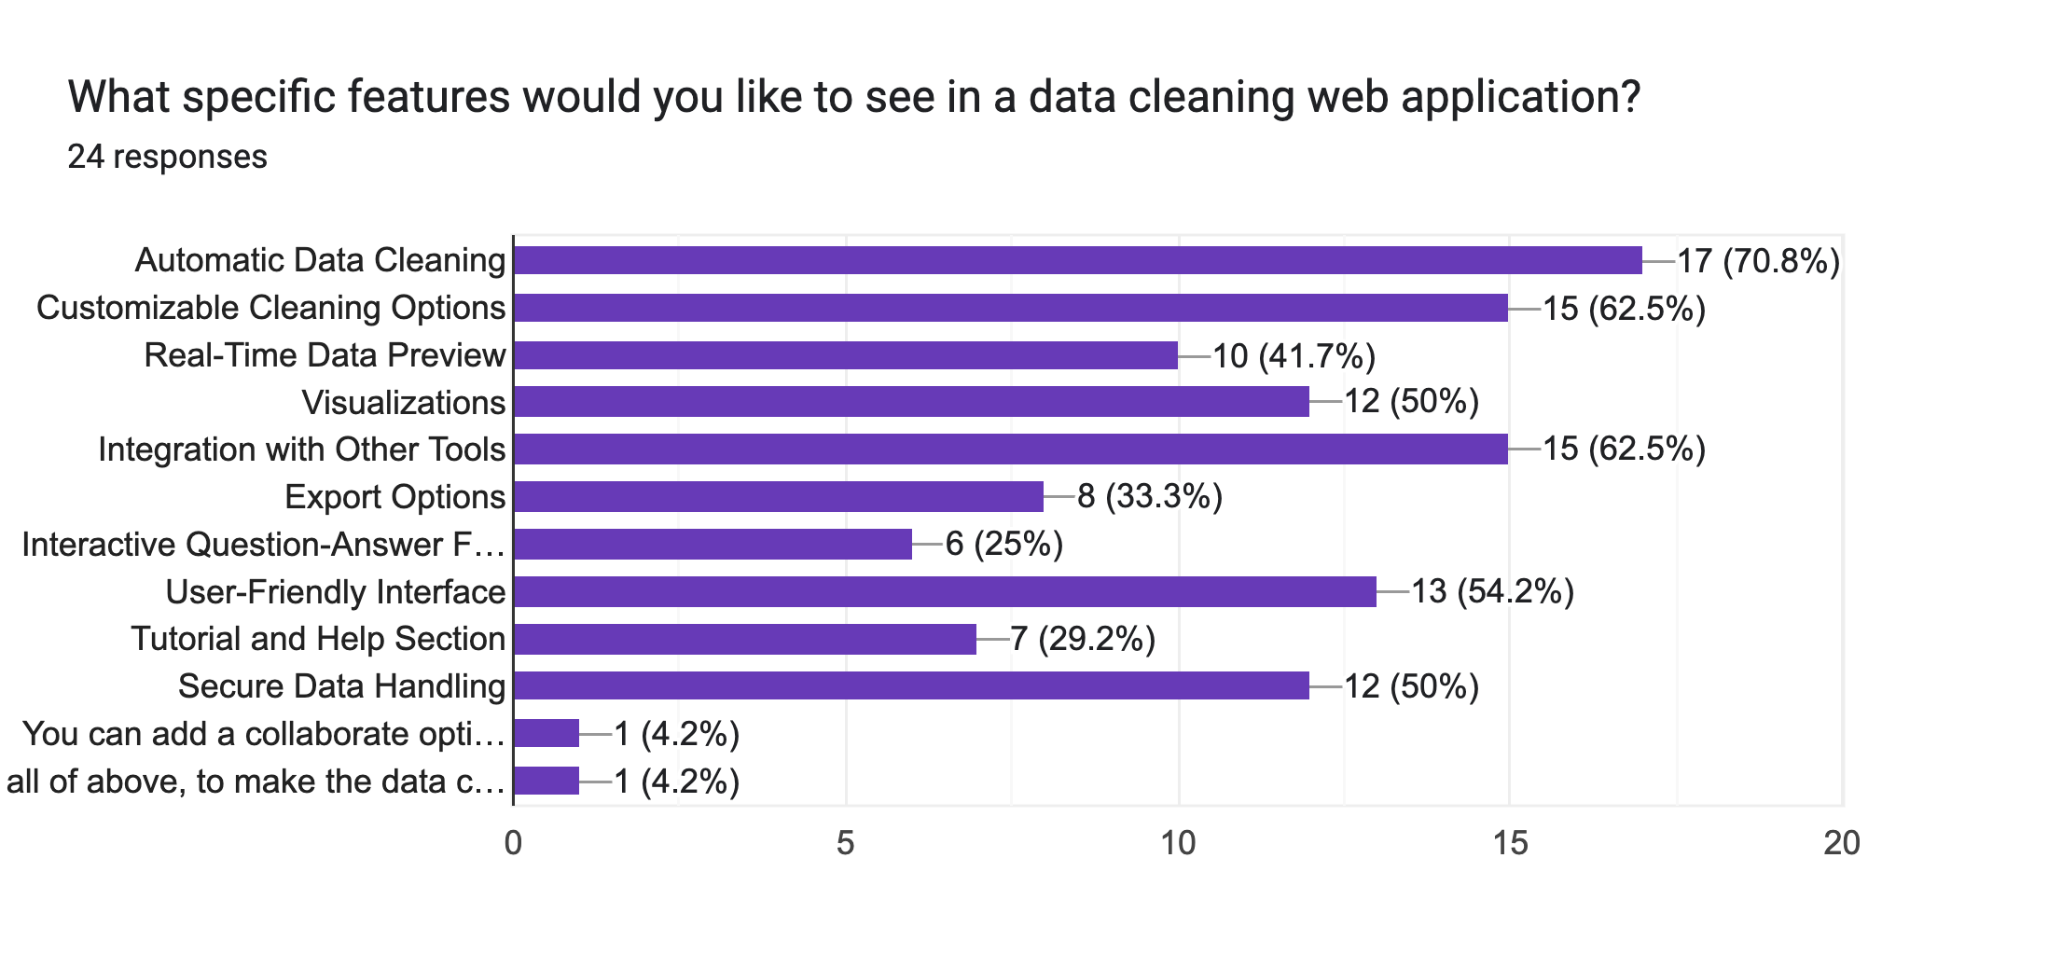 What specific features would you like to see in a data cleaning web application?
24 responses
Automatic Data Cleaning 17 (70.8%)
Customizable Cleaning Options 15 (62.5%)
Real-Time Data Preview 10 (41.7%)
Visualizations 12 (50%)
Integration with Other Tools 15 (62.5%)
Export Options 8 (33.3%)
Interactive Question-Answer F... 6 (25%)
User-Friendly Interface 13 (54.2%)
Tutorial and Help Section 7 (29.2%)
Secure Data Handling 12 (50%)
You can add a collaborate opti... 1 (4.2%)
all of above, to make the data c... 1 (4.2%)
0 5 10 15 20